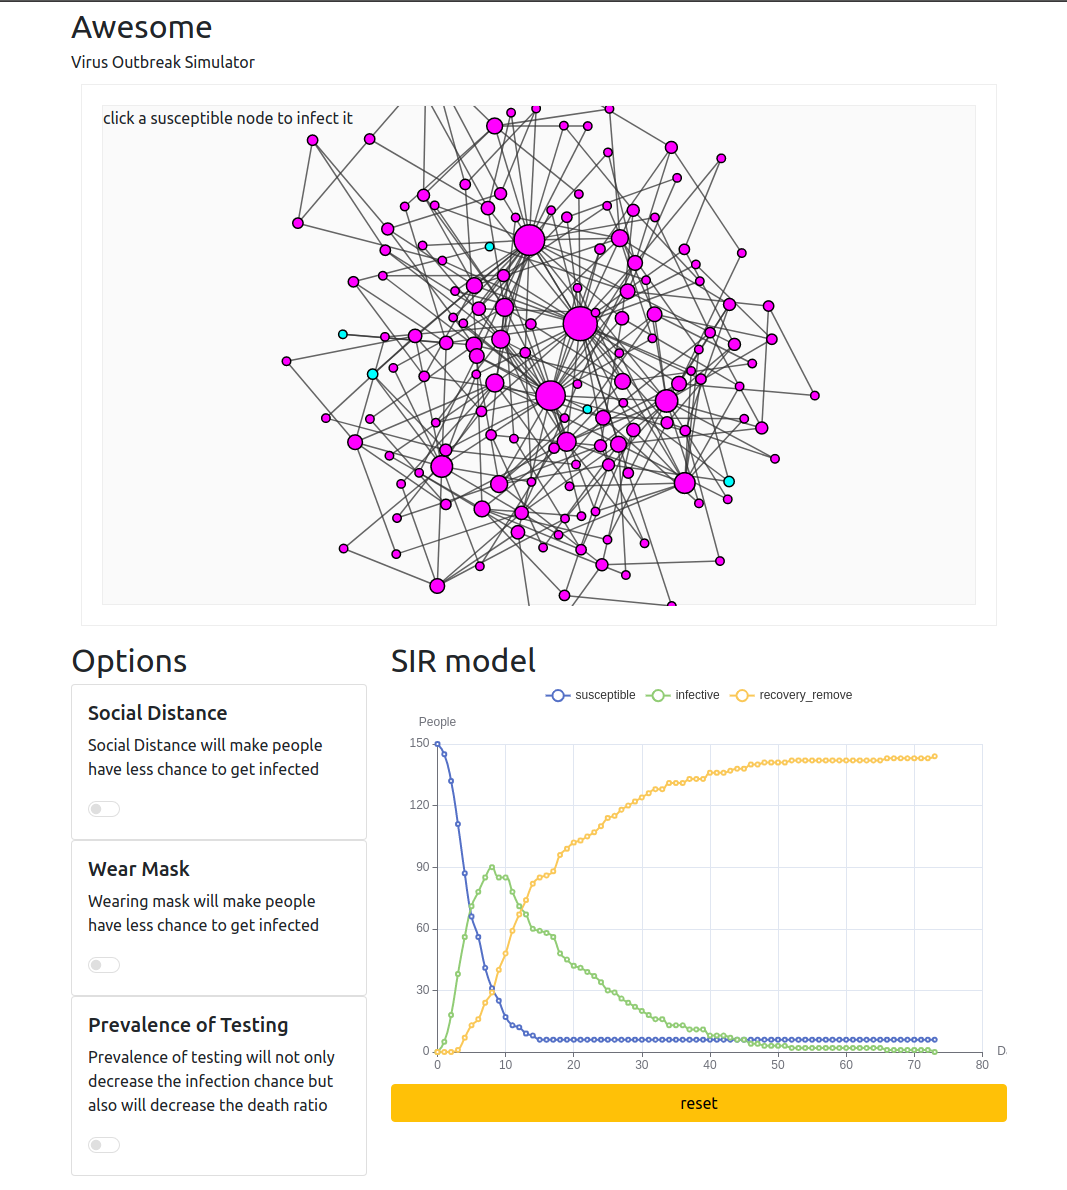 Awesome
Virus Outbreak Simulator
click a susceptible node to infect it
Options
Social Distance
Social Distance will make people
have less chance to get infected
Wear Mask
Wearing mask will make people
have less chance to get infected
Prevalence of Testing
Prevalence of testing will not only
decrease the infection chance but
also will decrease the death ratio
SIR model
susceptible infective recovery_remove
People
150
120
90
60
30
0
0 10 20 30 40 50 60 70 80
D
reset